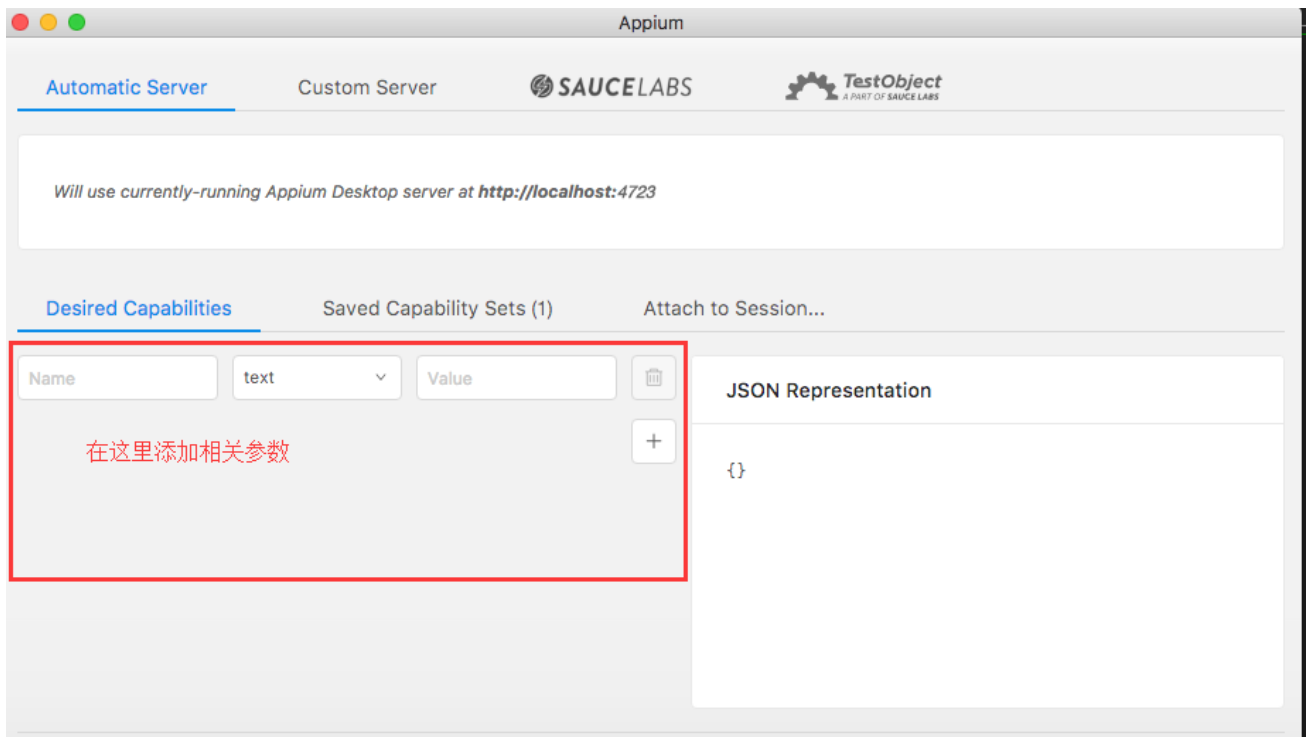 Appium
Automatic Server
Custom Server
SAUCELABS
TestObject
A PART OF SAUCE LABS
Will use currently-running Appium Desktop server at http://localhost:4723
Desired Capabilities
Saved Capability Sets (1)
Attach to Session...
Name
text
Value
JSON Representation
在这里添加相关参数
{}